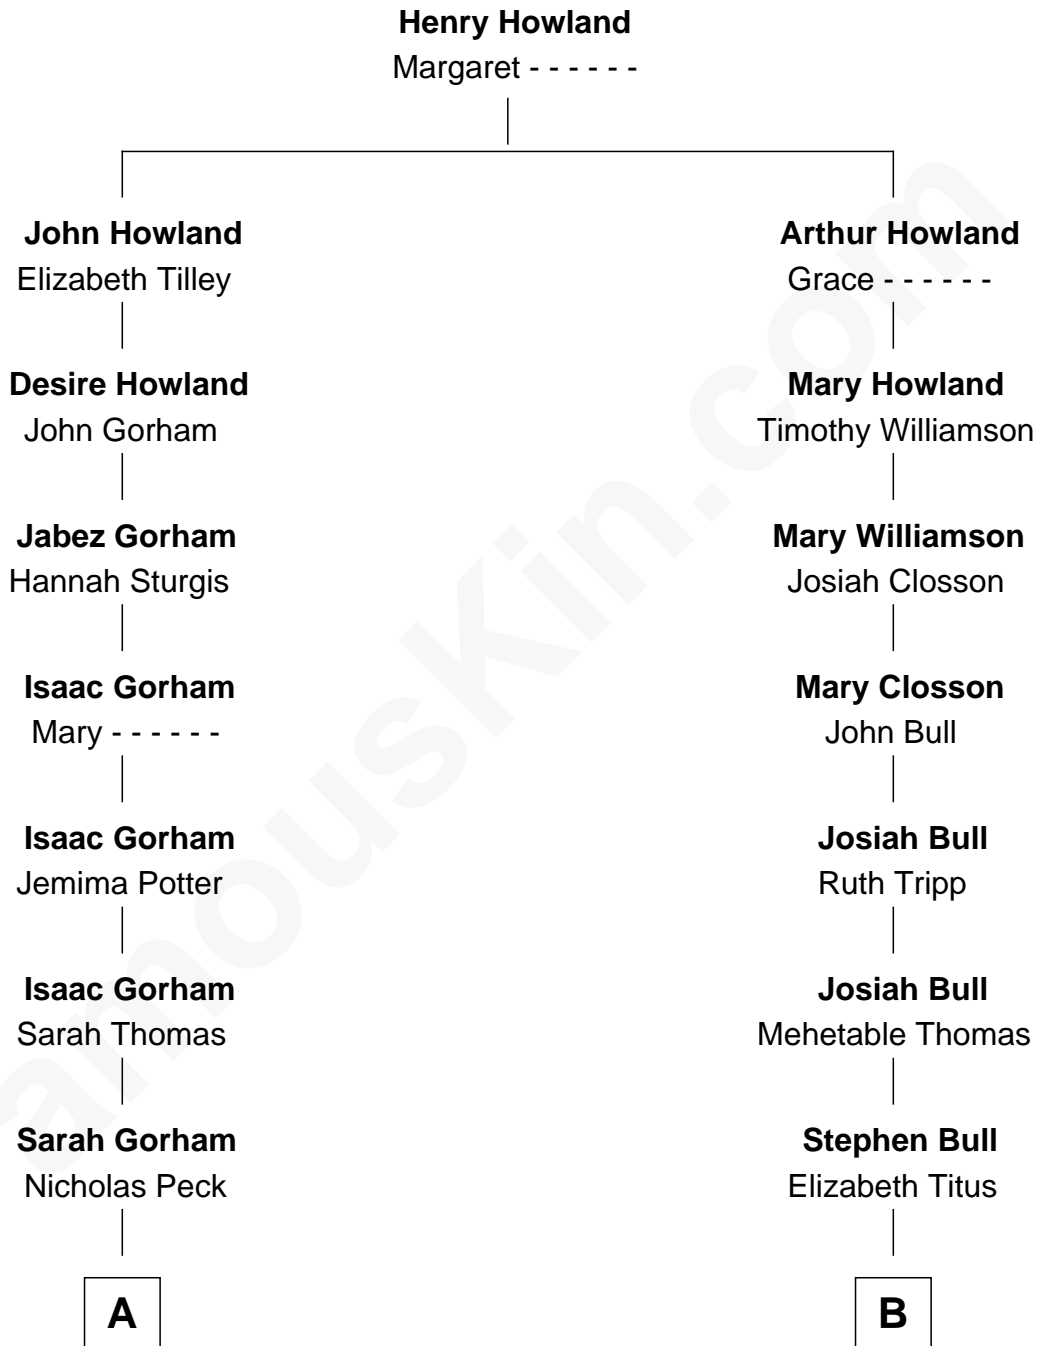 Henry Howland
Margaret - - - - - -
John Howland
Elizabeth Tilley
Arthur Howland
Grace - - - - - -
Desire Howland
John Gorham
Mary Howland
Timothy Williamson
Jabez Gorham
Hannah Sturgis
Mary Williamson
Josiah Closson
Isaac Gorham
Mary - - - - - -
Mary Closson
John Bull
Isaac Gorham
Jemima Potter
Josiah Bull
Ruth Tripp
Isaac Gorham
Sarah Thomas
Josiah Bull
Mehetable Thomas
Sarah Gorham
Nicholas Peck
Stephen Bull
Elizabeth Titus
A
B
amouskin.com